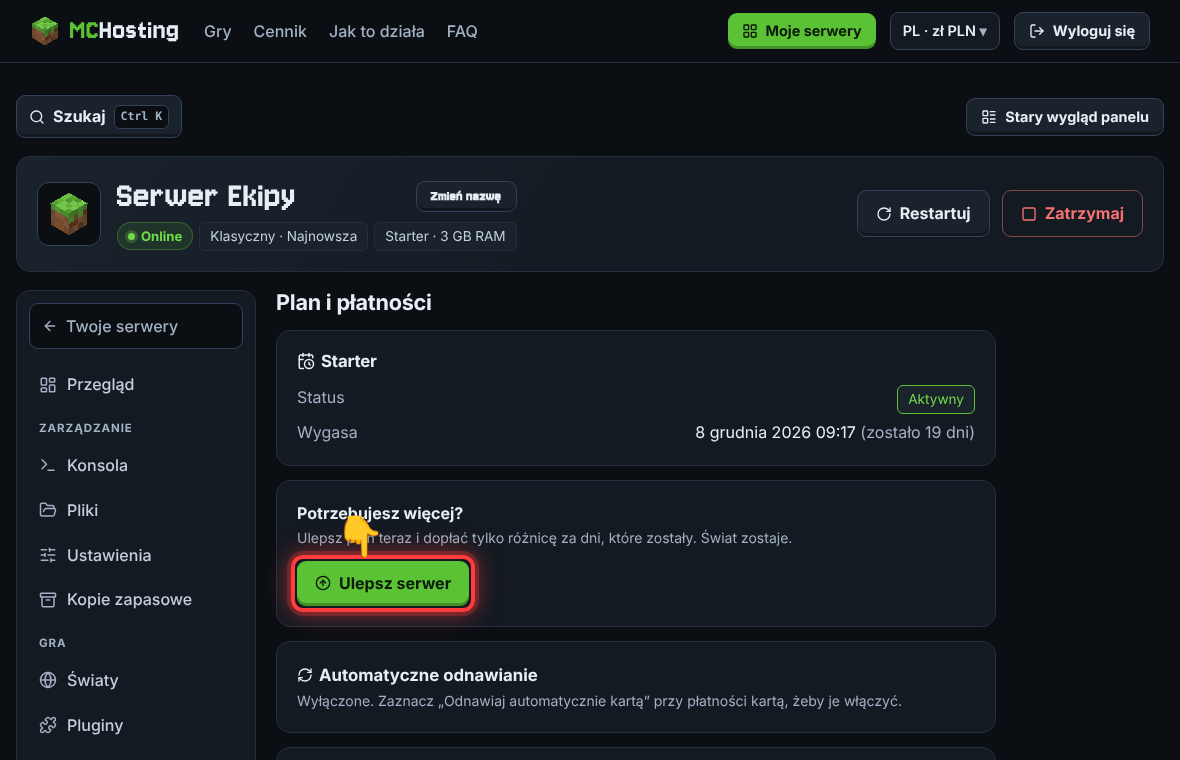 MCHosting
Gry
Cennik
Jak to działa
FAQ
Moje serwery
PL · zł PLN ▾
Wyloguj się
Szukaj
Ctrl K
Stary wygląd panelu
Serwer Ekipy
Zmień nazwę
Online
Klasyczny · Najnowsza
Starter · 3 GB RAM
Restartuj
Zatrzymaj
← Twoje serwery
Przegląd
ZARZĄDZANIE
Konsola
Pliki
Ustawienia
Kopie zapasowe
GRA
Światy
Pluginy
Plan i płatności
Starter
Status
Aktywny
Wygasa
8 grudnia 2026 09:17 (zostało 19 dni)
Potrzebujesz więcej?
Ulepsz teraz i dopłać tylko różnicę za dni, które zostały. Świat zostaje.
Ulepsz serwer
Automatyczne odnawianie
Wyłączone. Zaznacz „Odnawiaj automatycznie kartą” przy płatności kartą, żeby je włączyć.